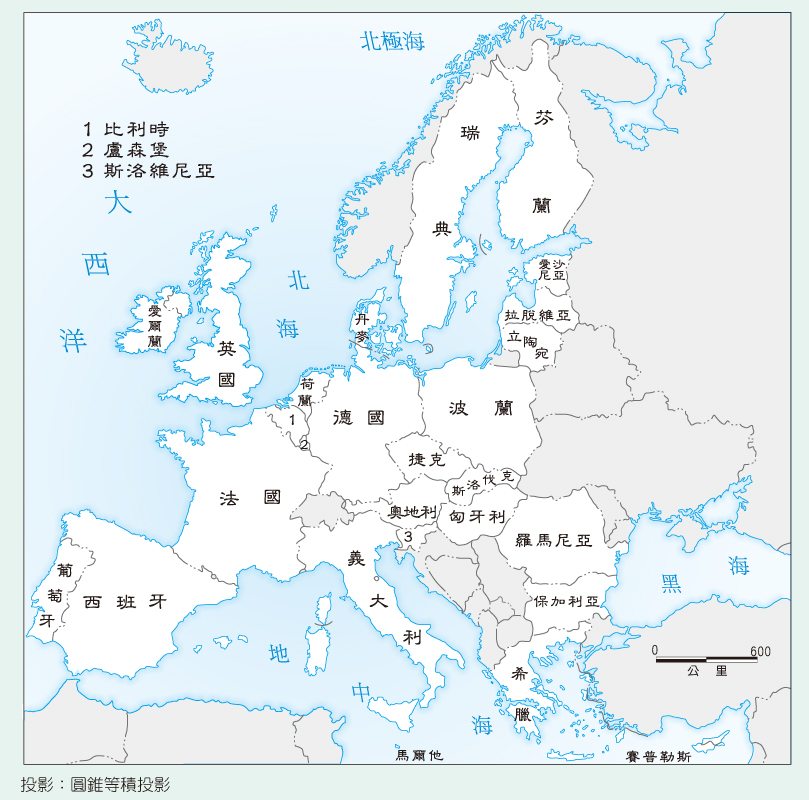 北極海
1 比利時
2 盧森堡
3 斯洛維尼亞
大西洋
北海
瑞典
芬蘭
愛沙尼亞
拉脫維亞
立陶宛
丹麥
愛爾蘭
英國
荷蘭
1
2
德國
波蘭
捷克
斯洛伐克
法國
奧地利
匈牙利
3
羅馬尼亞
義大利
保加利亞
黑海
葡萄牙
西班牙
地中海
希臘
0 600
公里
馬爾他
賽普勒斯
投影：圓錐等積投影